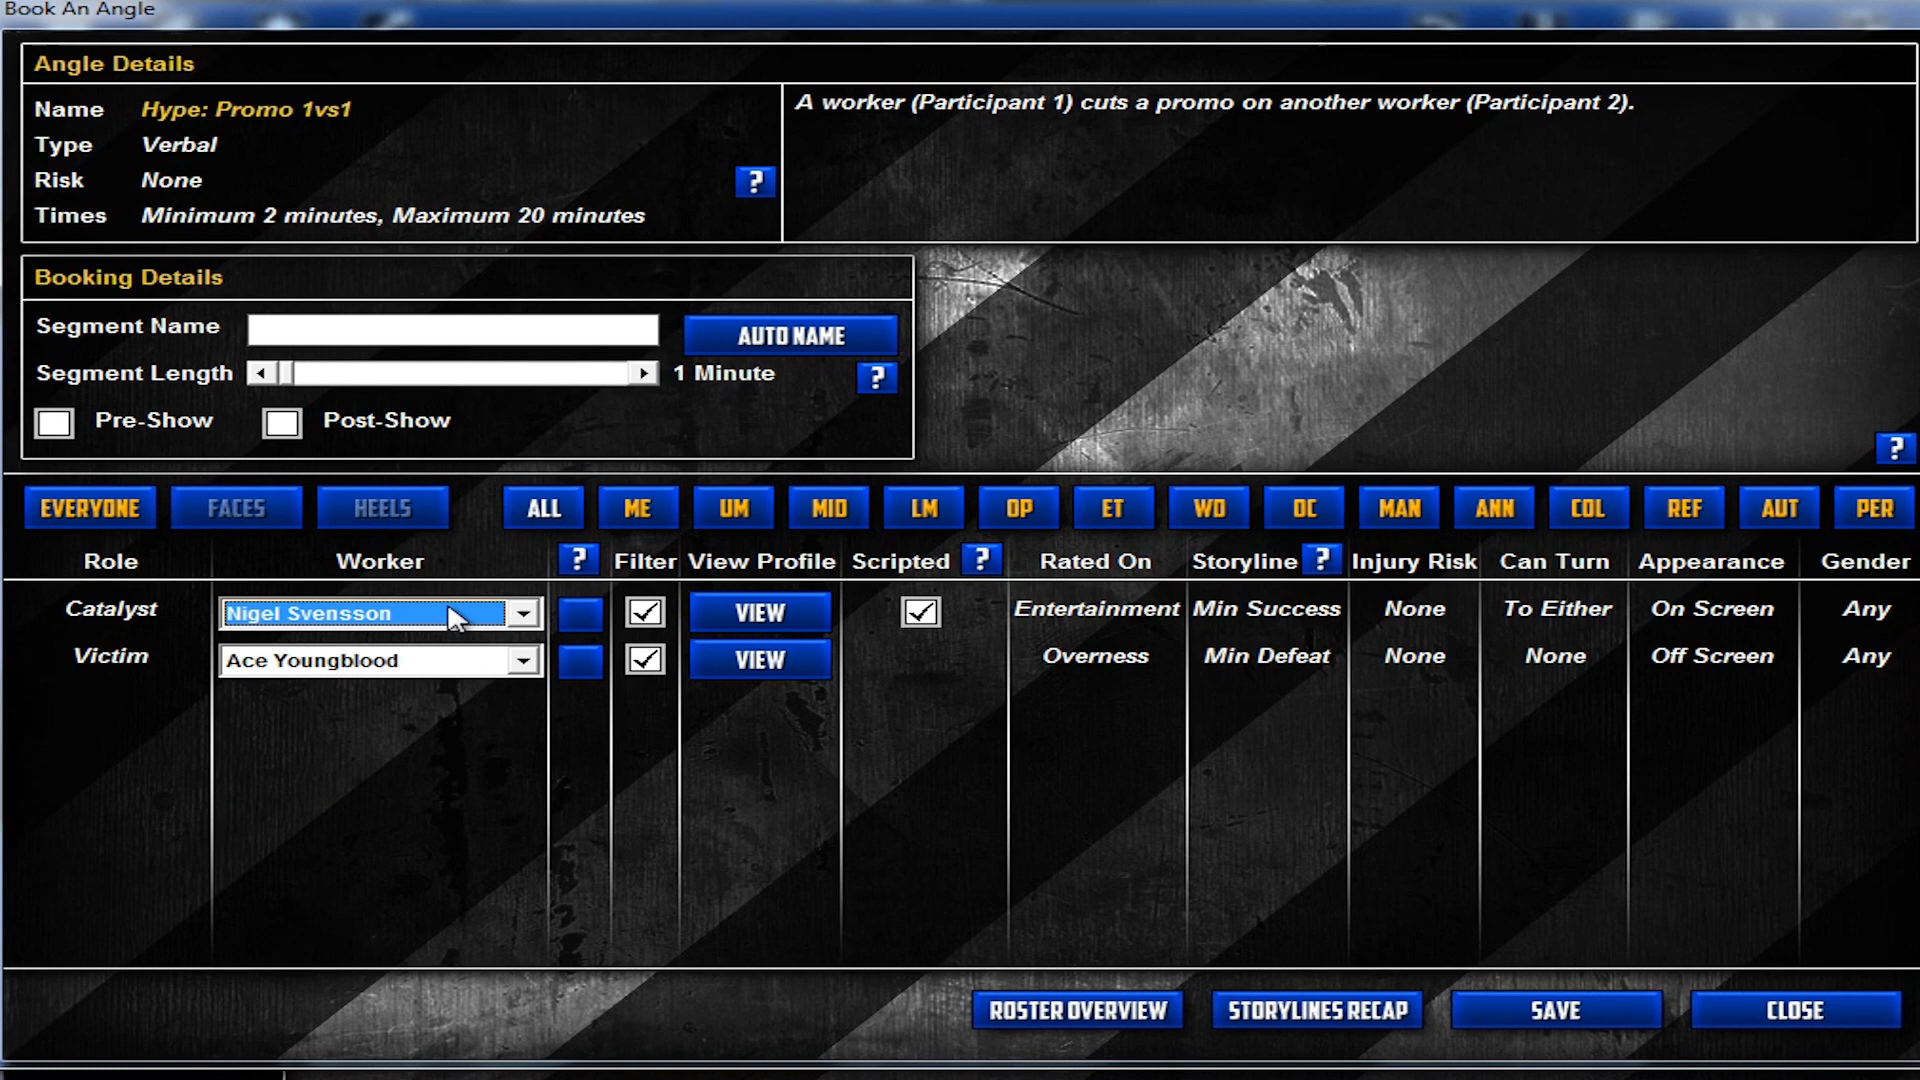 Book An Angle
Angle Details
Name Hype: Promo 1vs1
Type Verbal
Risk None
?
Times Minimum 2 minutes, Maximum 20 minutes
A worker (Participant 1) cuts a promo on another worker (Participant 2).
Booking Details
Segment Name AUTO NAME
Segment Length 1 Minute ?
Pre-Show Post-Show
?
EVERYONE FACES HEELS ALL ME UM MID LM OP ET WO OC MAN ANN COL REF AUT PER
Role Worker ? Filter View Profile Scripted ? Rated On Storyline ? Injury Risk Can Turn Appearance Gender
Catalyst Nigel Svensson VIEW Entertainment Min Success None To Either On Screen Any
Victim Ace Youngblood VIEW Overness Min Defeat None None Off Screen Any
ROSTER OVERVIEW STORYLINES RECAP SAVE CLOSE